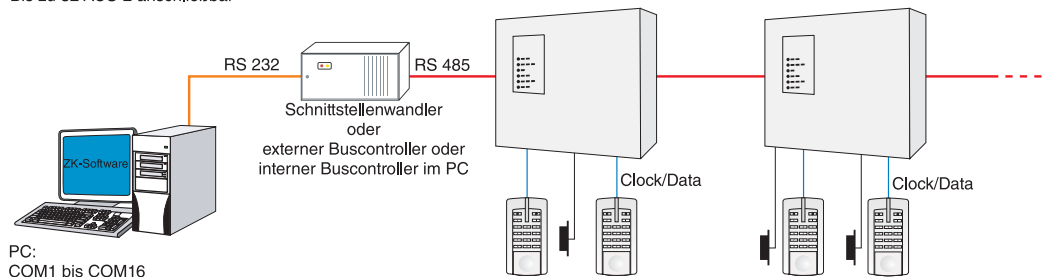 RS 232
RS 485
Schnittstellenwandler
oder
externer Buscontroller oder
interner Buscontroller im PC
ZK-Software
Clock/Data
Clock/Data
PC:
COM1 bis COM16